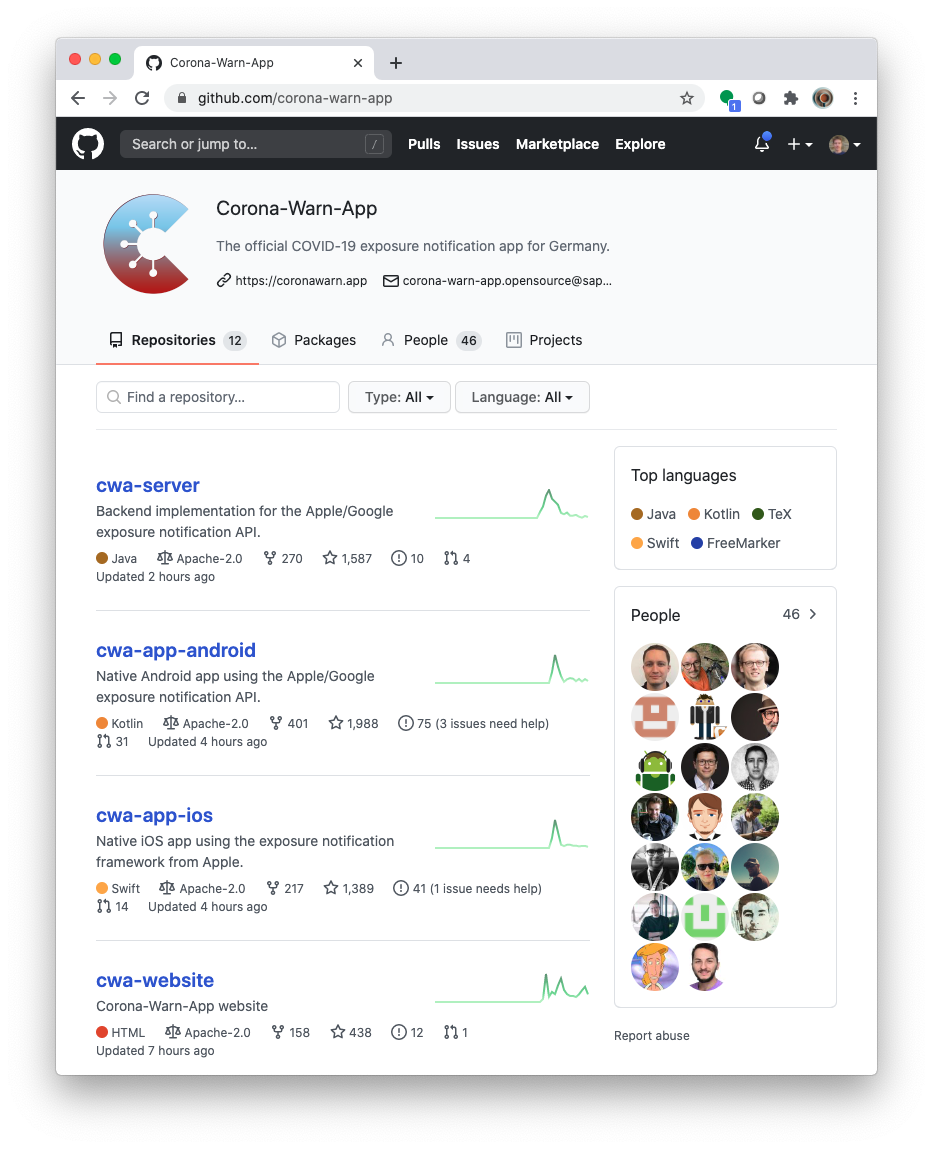 Corona-Warn-App
github.com/corona-warn-app
1
Search or jump to...
/
Pulls Issues Marketplace Explore
Corona-Warn-App
The official COVID-19 exposure notification app for Germany.
https://coronawarn.app corona-warn-app.opensource@sap...
Repositories 12 Packages People 46 Projects
Find a repository... Type: All Language: All
cwa-server
Backend implementation for the Apple/Google
exposure notification API.
Java Apache-2.0 270 1,587 10 4
Updated 2 hours ago
cwa-app-android
Native Android app using the Apple/Google
exposure notification API.
Kotlin Apache-2.0 401 1,988 75 (3 issues need help)
31 Updated 4 hours ago
cwa-app-ios
Native iOS app using the exposure notification
framework from Apple.
Swift Apache-2.0 217 1,389 41 (1 issue needs help)
14 Updated 4 hours ago
cwa-website
Corona-Warn-App website
HTML Apache-2.0 158 438 12 1
Updated 7 hours ago
Top languages
Java Kotlin TeX
Swift FreeMarker
People 46
Report abuse